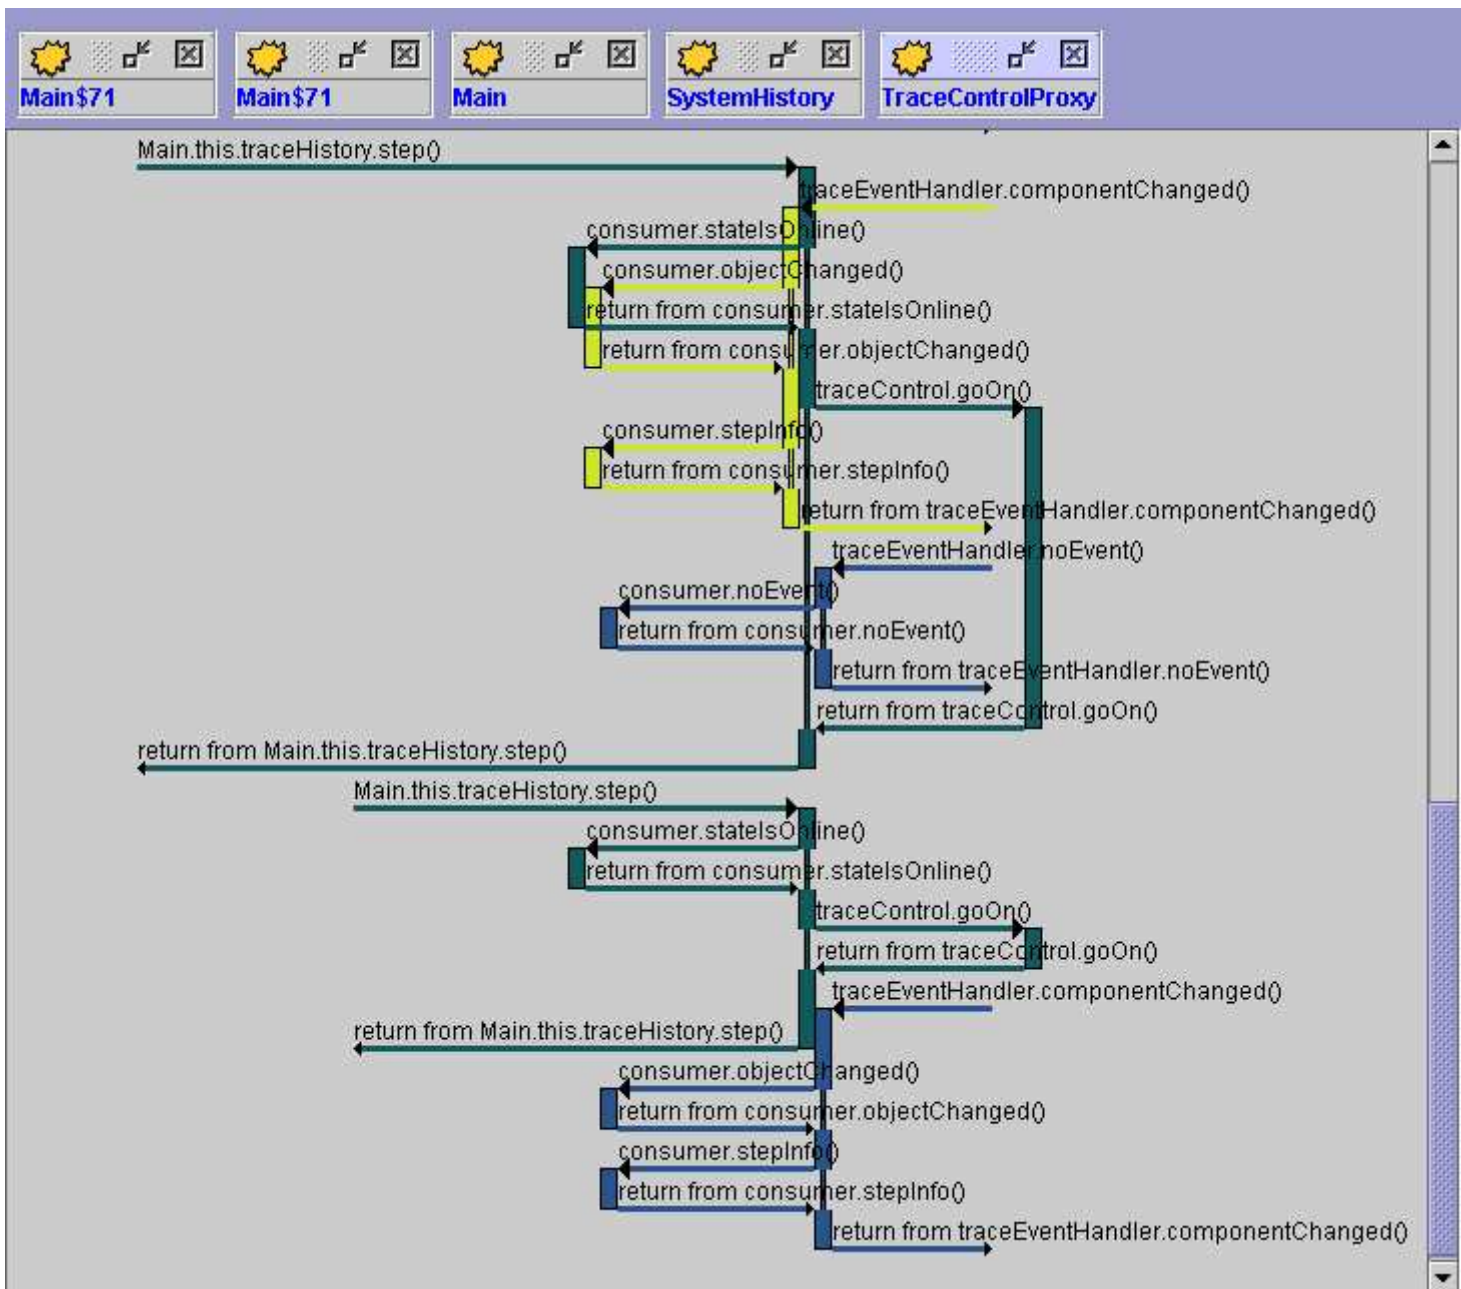 Main$71
Main$71
Main
SystemHistory
TraceControlProxy
Main.this.traceHistory.step()
traceEventHandler.componentChanged()
consumer.stateIsOnline()
consumer.objectChanged()
return from consumer.stateIsOnline()
return from consumer.objectChanged()
traceControl.goOn()
consumer.stepInfo()
return from consumer.stepInfo()
return from traceEventHandler.componentChanged()
traceEventHandler.noEvent()
consumer.noEvent()
return from consumer.noEvent()
return from traceEventHandler.noEvent()
return from traceControl.goOn()
return from Main.this.traceHistory.step()
Main.this.traceHistory.step()
consumer.stateIsOnline()
return from consumer.stateIsOnline()
traceControl.goOn()
return from traceControl.goOn()
traceEventHandler.componentChanged()
return from Main.this.traceHistory.step()
consumer.objectChanged()
return from consumer.objectChanged()
consumer.stepInfo()
return from consumer.stepInfo()
return from traceEventHandler.componentChanged()